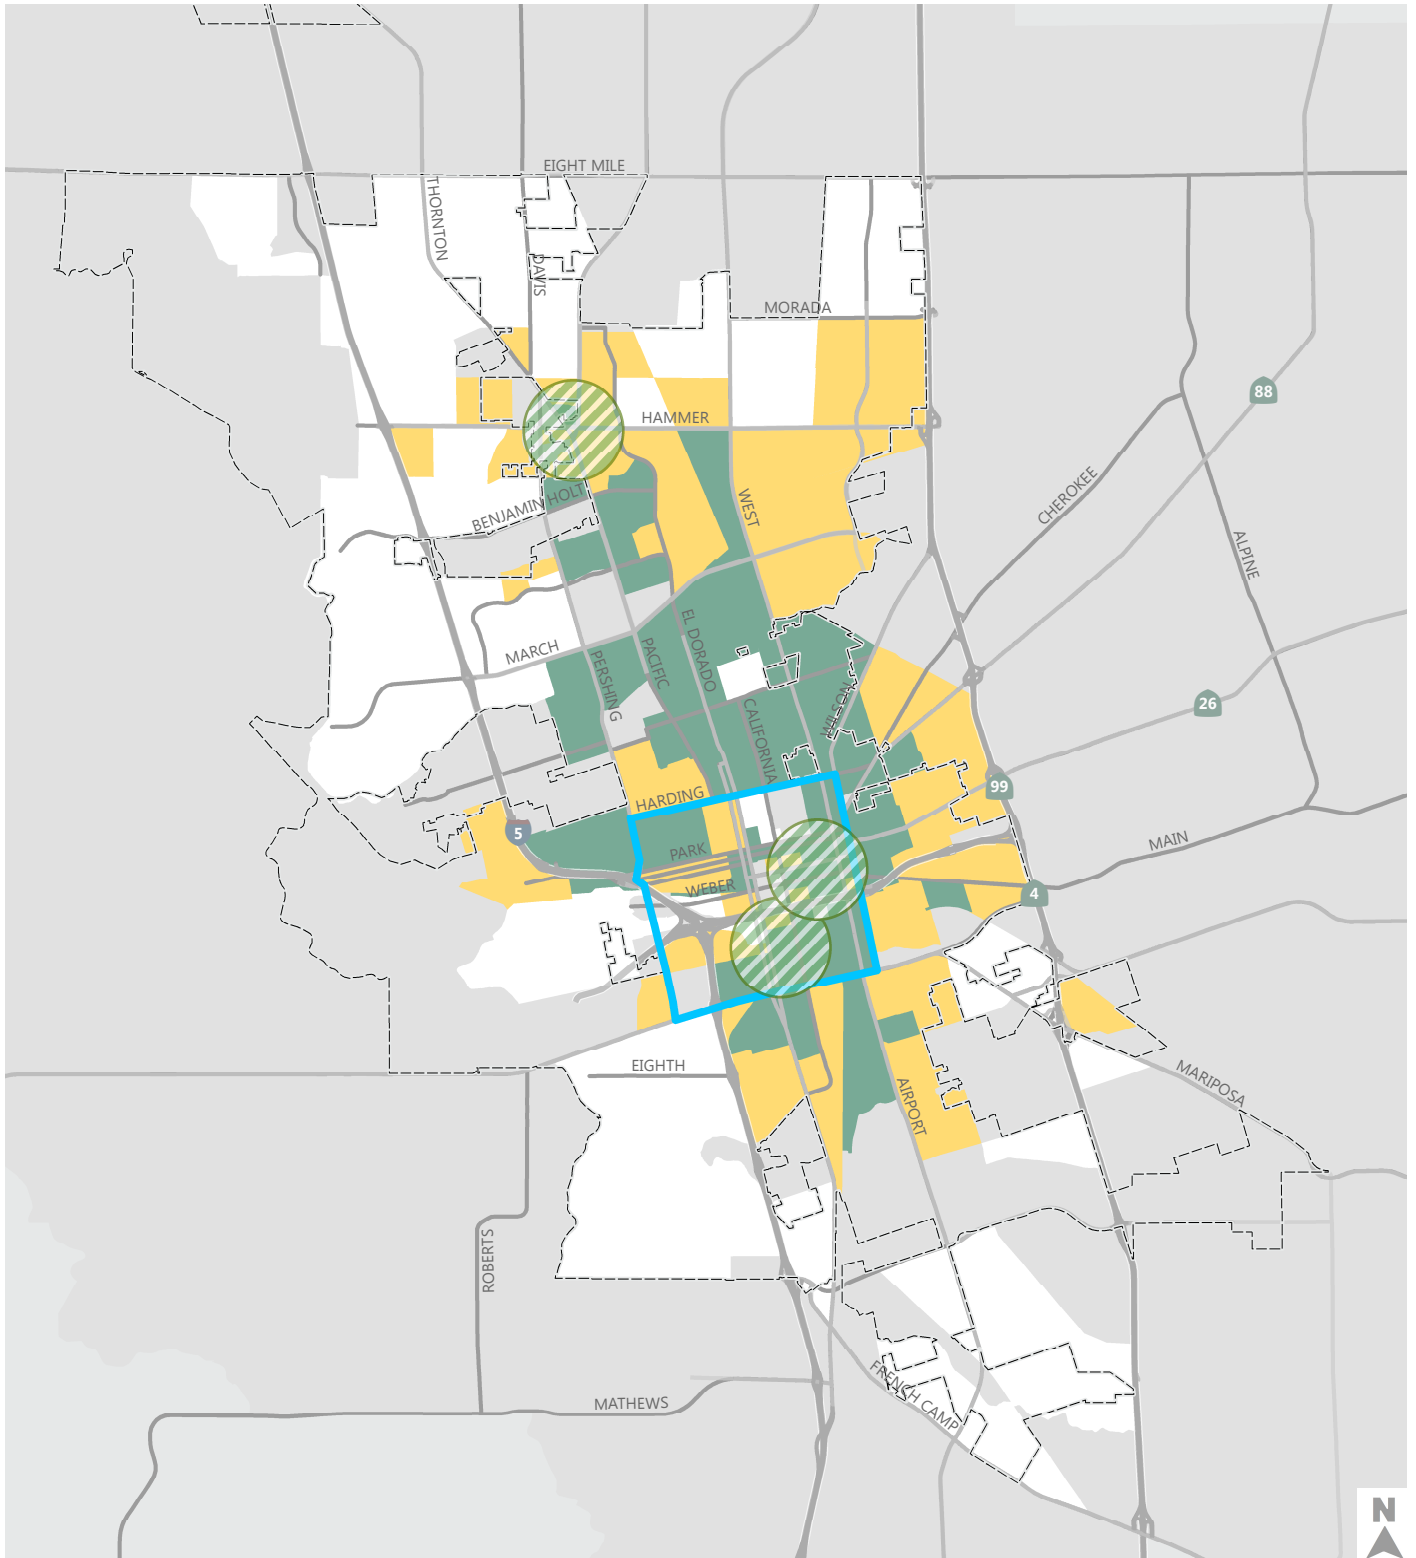 EIGHT MILE
THORNTON
DAVIS
MORADA
HAMMER
88
BENJAMIN HOLT
WEST
CHEROKEE
ALPINE
MARCH
PERSHING
PACIFIC
EL DORADO
CALIFORNIA
WILSON
26
99
HARDING
5
PARK
WEBER
MAIN
4
EIGHTH
AIRPORT
MARIPOSA
ROBERTS
MATHEWS
FRENCH CAMP
N